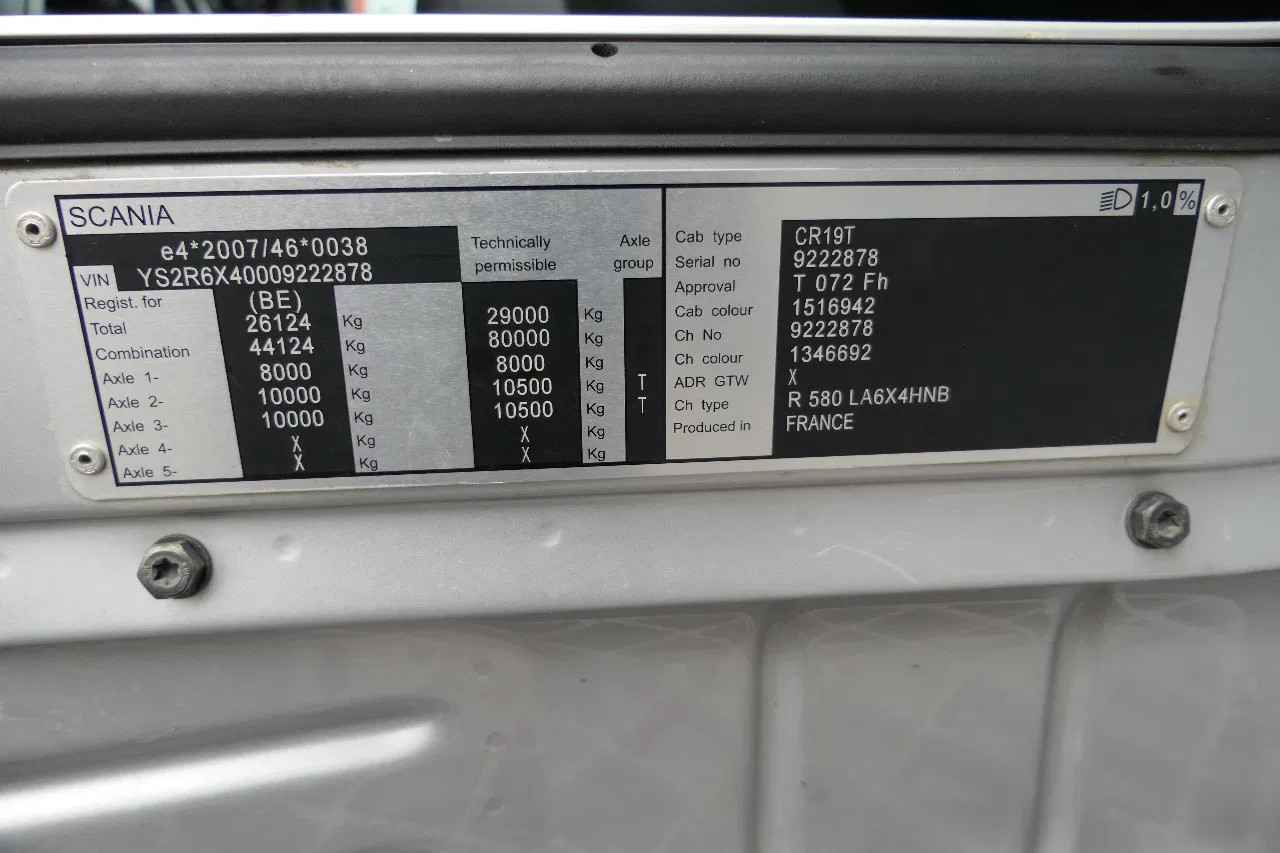 SCANIA
e4*2007/46*0038
VIN YS2R6X40009222878
Technically permissible
Axle group
Regist. for (BE)
Total 26124 Kg 29000 Kg
Combination 44124 Kg 80000 Kg
Axle 1- 8000 8000 Kg
Axle 2- 10000 10500 Kg T
Axle 3- 10000 10500 Kg T
Axle 4- X Kg X Kg
Axle 5- X Kg X Kg
1,0 %
Cab type CR19T
Serial no 9222878
Approval T 072 Fh
Cab colour 1516942
Ch No 9222878
Ch colour 1346692
ADR GTW X
Ch type R 580 LA6X4HNB
Produced in FRANCE